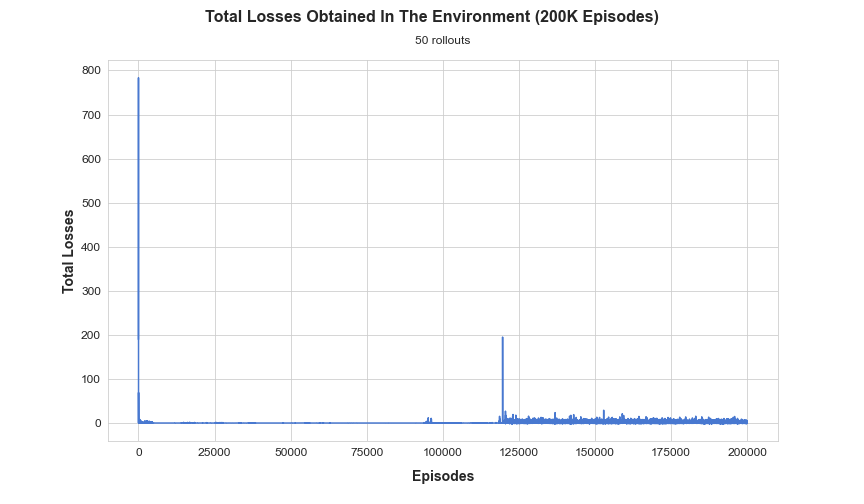 Total Losses Obtained In The Environment (200K Episodes)
50 rollouts
800
700
600
500
400
300
200
100
0
Total Losses
0 25000 50000 75000 100000 125000 150000 175000 200000
Episodes